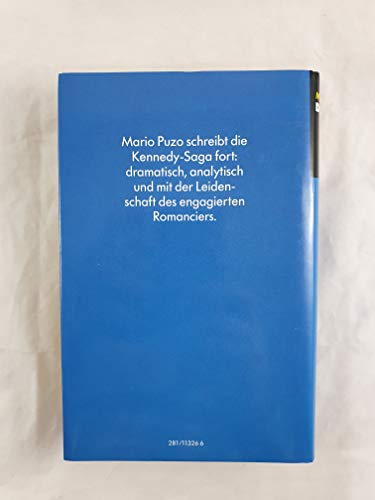 Mario Puzo schreibt die
Kennedy-Saga fort:
dramatisch, analytisch
und mit der Leiden-
schaft des engagierten
Romanciers.
281/11326 6